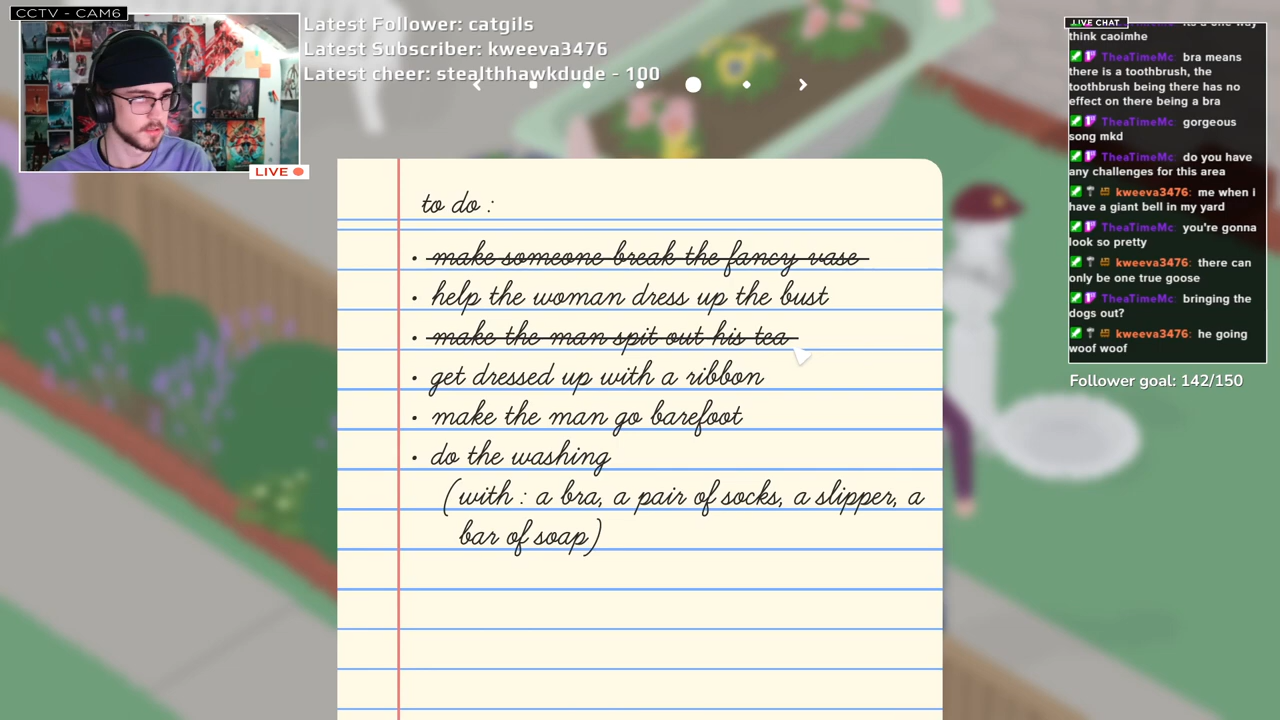 CCTV - CAM6
LIVE
Latest Follower: catgils
Latest Subscriber: kweeva3476
Latest cheer: stealthhawkdude - 100
to do :
• make someone break the fancy vase
• help the woman dress up the bust
• make the man spit out his tea
• get dressed up with a ribbon
• make the man go barefoot
• do the washing
(with : a bra, a pair of socks, a slipper, a
bar of soap)
LIVE CHAT
think caoimhe
TheaTimeMc: bra means
there is a toothbrush, the
toothbrush being there has no
effect on there being a bra
TheaTimeMc: gorgeous
song mkd
TheaTimeMc: do you have
any challenges for this area
kweeva3476: me when i
have a giant bell in my yard
TheaTimeMc: you're gonna
look so pretty
kweeva3476: there can
only be one true goose
TheaTimeMc: bringing the
dogs out?
kweeva3476: he going
woof woof
Follower goal: 142/150